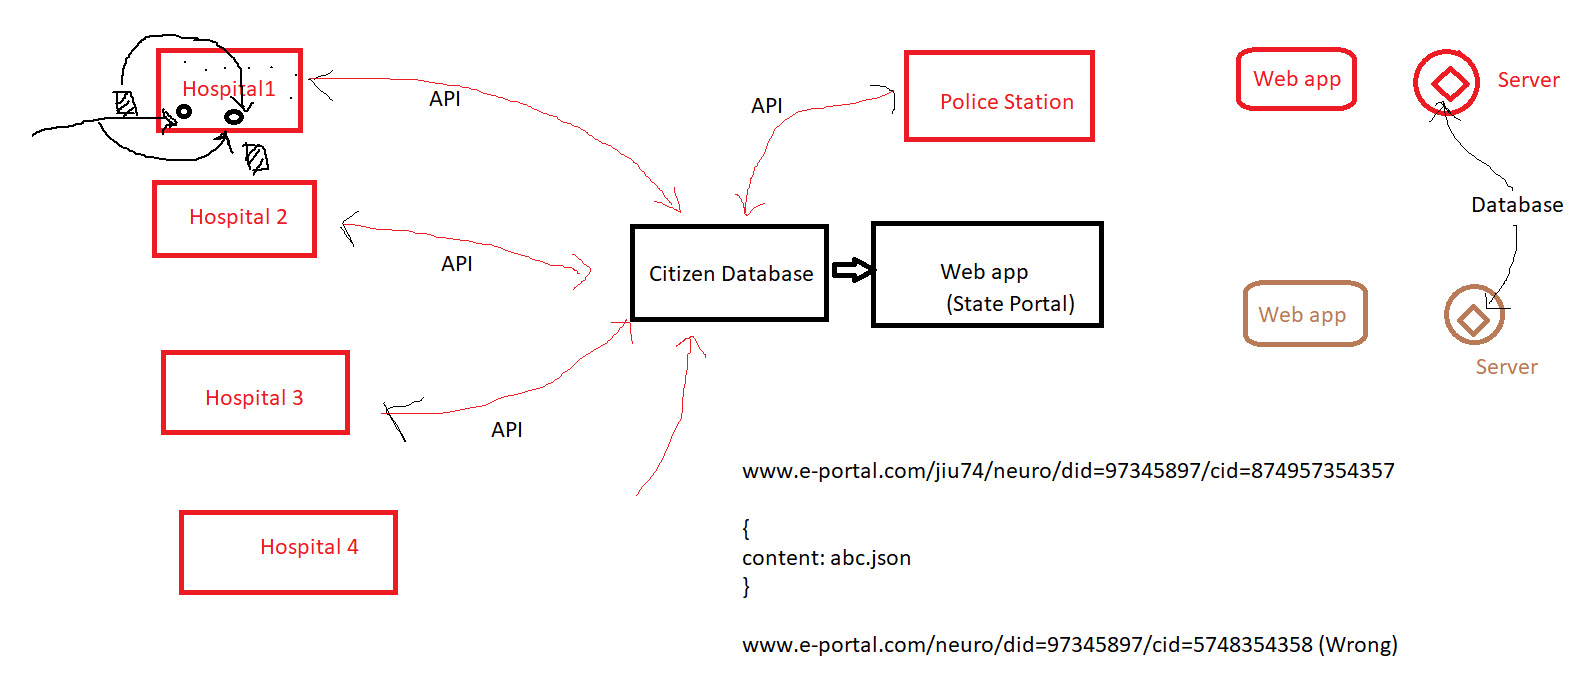 Hospital1
API
API
Police Station
Web app
Server
Hospital 2
API
Citizen Database
Web app
(State Portal)
Database
Web app
Server
Hospital 3
API
Hospital 4
www.e-portal.com/jiu74/neuro/did=97345897/cid=874957354357
{
content: abc.json
}
www.e-portal.com/neuro/did=97345897/cid=5748354358 (Wrong)